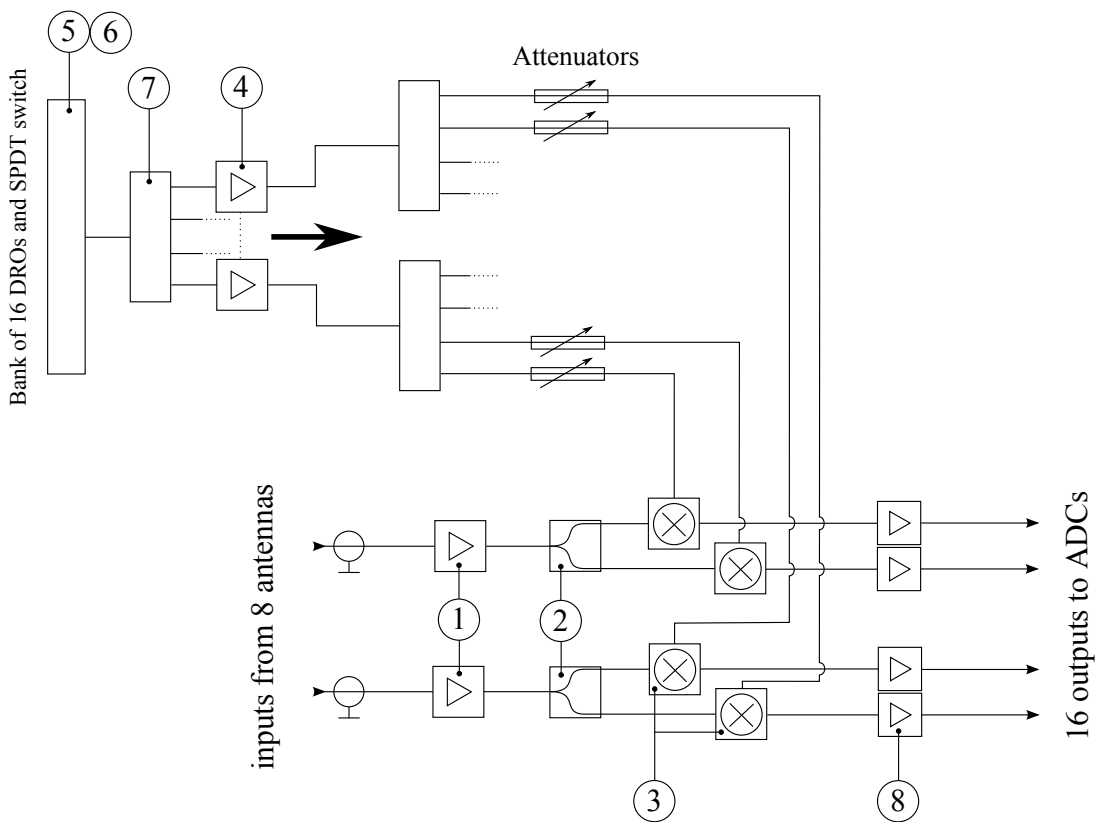 5 6
7
4
Attenuators
Bank of 16 DROs and SPDT switch
inputs from 8 antennas
1
2
3
8
16 outputs to ADCs